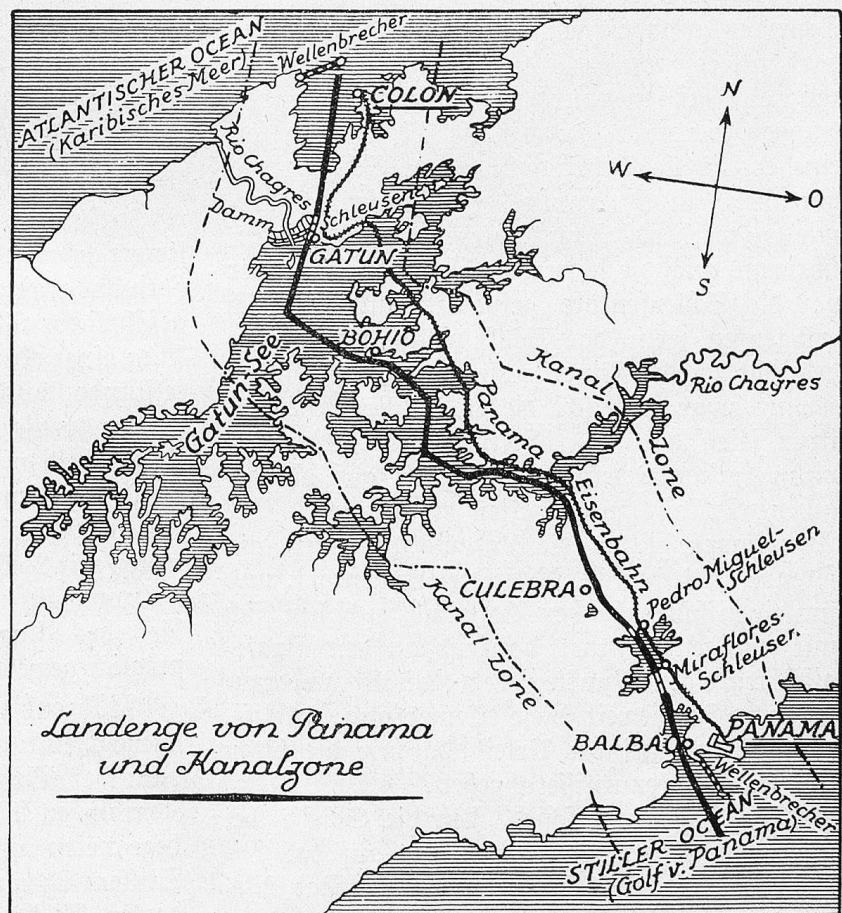 ATLANTISCHER OCEAN
(Karibisches Meer)
Wellenbrecher
COLON
N
W
O
S
Rio Chagres
Damm
Schleusen
GATUN
BOHIO
Gatun-See
Kanal Zone
Rio Chagres
Panama Eisenbahn
CULEBRA
Kanal Zone
Pedro Miguel-
Schleusen
Miraflores-
Schleusen.
Landenge von Panama
und Kanalzone
BALBAO
PANAMA
Wellenbrecher
STILLER OCEAN
(Golf v. Panama)